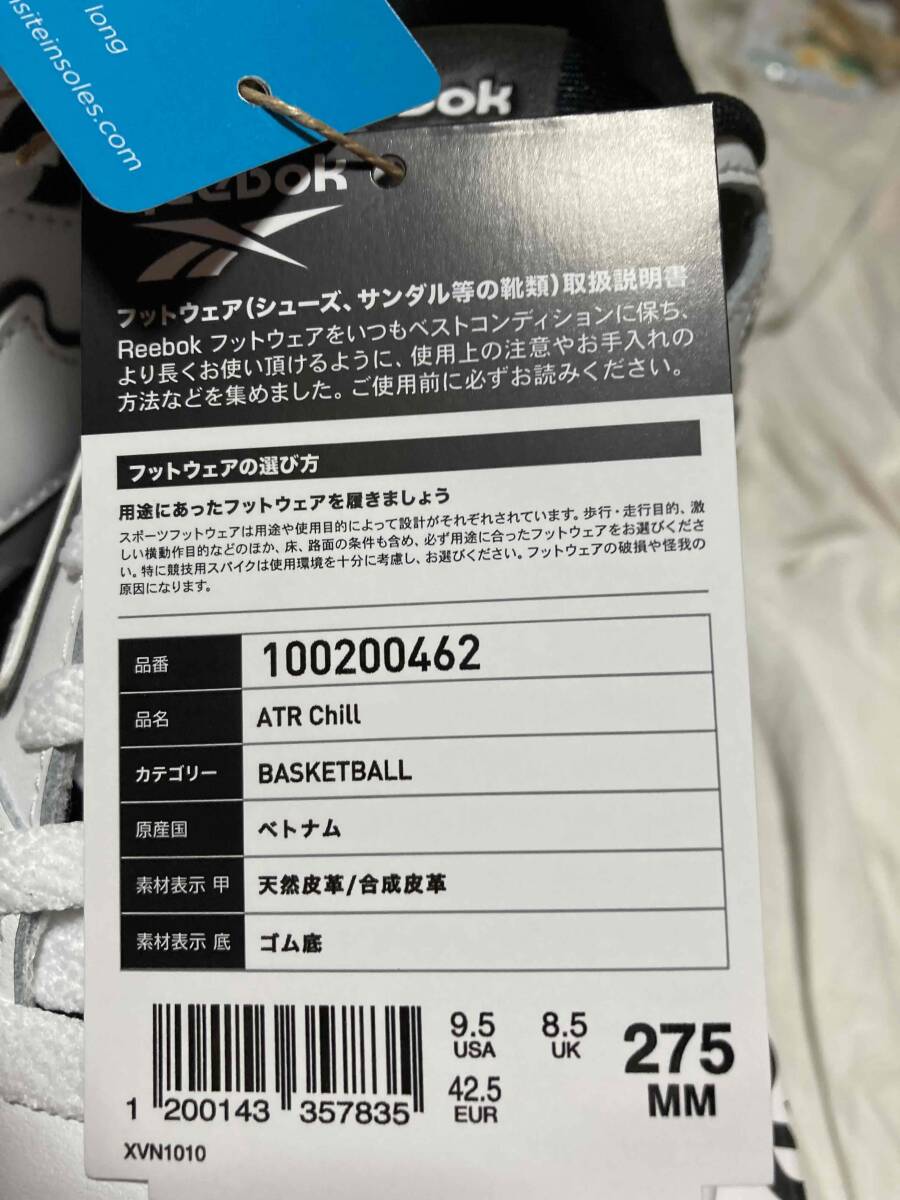 long
siteinsoles.com
Reebok
フットウェア(シューズ、サンダル等の靴類)取扱説明書
Reebok フットウェアをいつもベストコンディションに保ち、
より長くお使い頂けるように、使用上の注意やお手入れの
方法などを集めました。ご使用前に必ずお読みください。
フットウェアの選び方
用途にあったフットウェアを履きましょう
スポーツフットウェアは用途や使用目的によって設計がそれぞれされています。歩行・走行目的、激
しい横動作目的などのほか、床、路面の条件も含め、必ず用途に合ったフットウェアをお選びくださ
い。特に競技用スパイクは使用環境を十分に考慮し、お選びください。フットウェアの破損や怪我の
原因になります。
品番 100200462
品名 ATR Chill
カテゴリー BASKETBALL
原産国 ベトナム
素材表示 甲 天然皮革/合成皮革
素材表示 底 ゴム底
9.5 USA 8.5 UK 275 MM
42.5 EUR
1 200143 357835
XVN1010